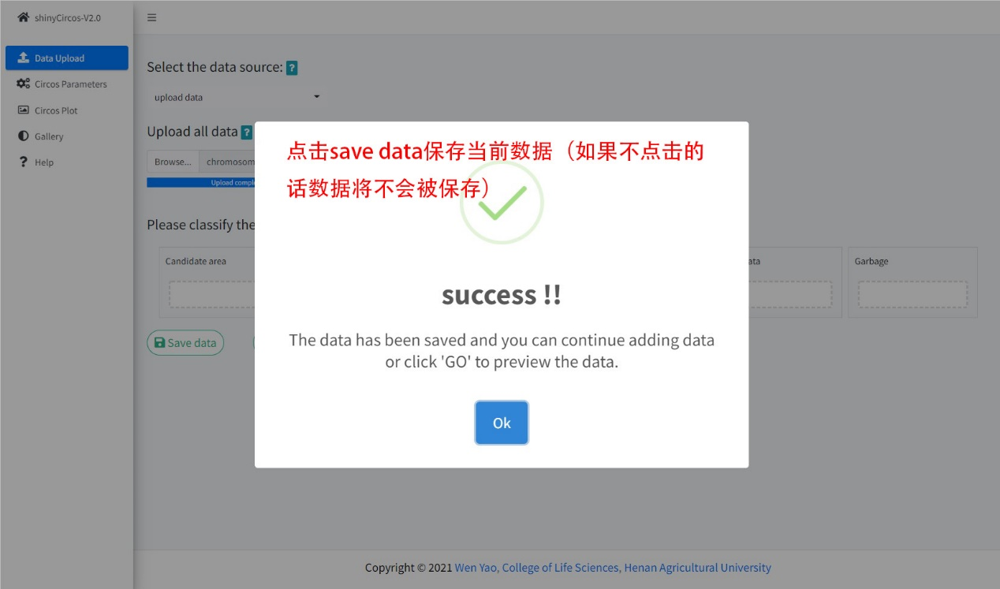 shinyCircos-V2.0
Data Upload
Circos Parameters
Circos Plot
Gallery
Help
Select the data source: ?
upload data
Upload all data ?
Browse...
chromosom
Upload comple
Please classify the
Candidate area
ata
Garbage
Save data
点击save data保存当前数据（如果不点击的
话数据将不会被保存）
success !!
The data has been saved and you can continue adding data
or click 'GO' to preview the data.
Ok
Copyright © 2021 Wen Yao, College of Life Sciences, Henan Agricultural University